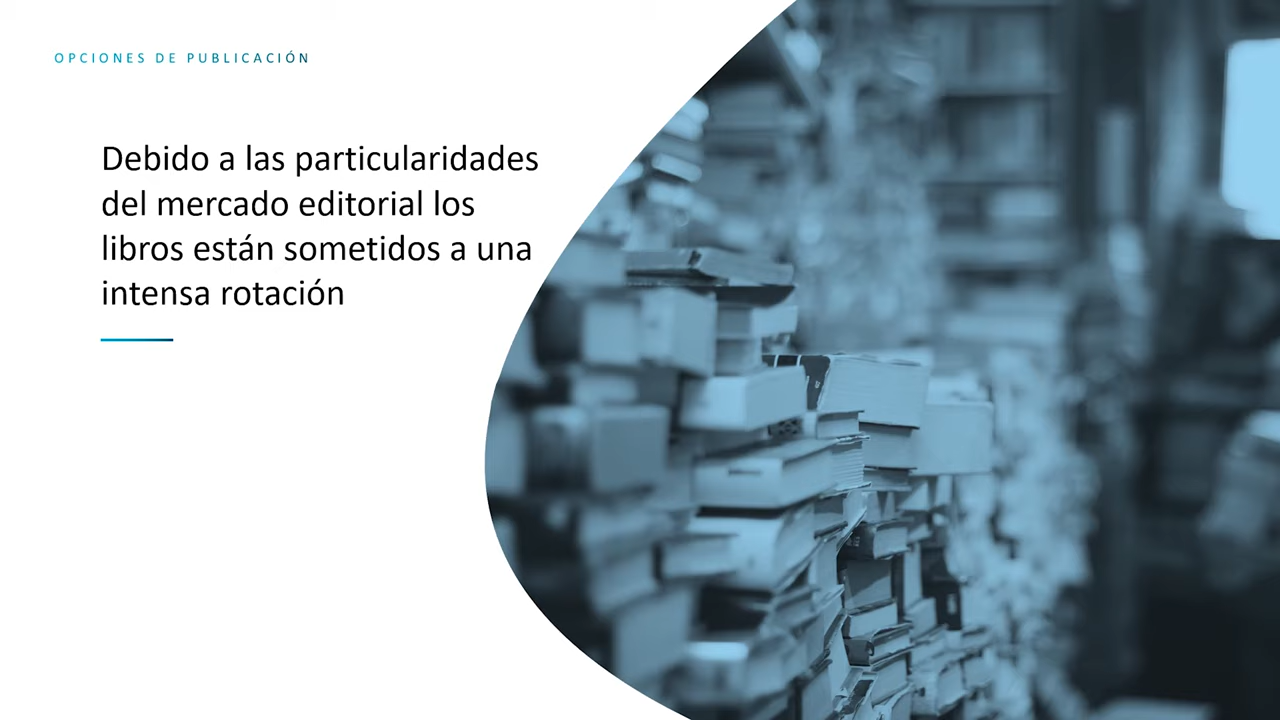 OPCIONES DE PUBLICACIÓN
Debido a las particularidades
del mercado editorial los
libros están sometidos a una
intensa rotación